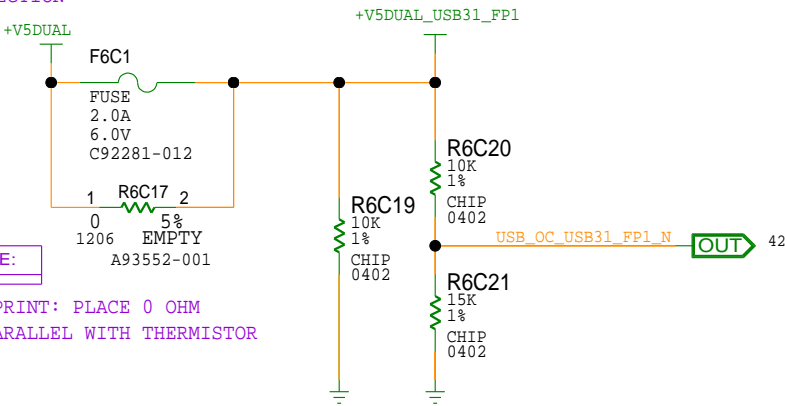 +V5DUAL_USB31_FP1
+V5DUAL
F6C1
FUSE
2.0A
6.0V
C92281-012
R6C20
10K
1%
CHIP
0402
1 R6C17 2
0 5%
1206 EMPTY
A93552-001
R6C19
10K
1%
CHIP
0402
USB_OC_USB31_FP1_N
OUT 42
E:
R6C21
15K
1%
CHIP
0402
PRINT: PLACE 0 OHM
ARALLEL WITH THERMISTOR